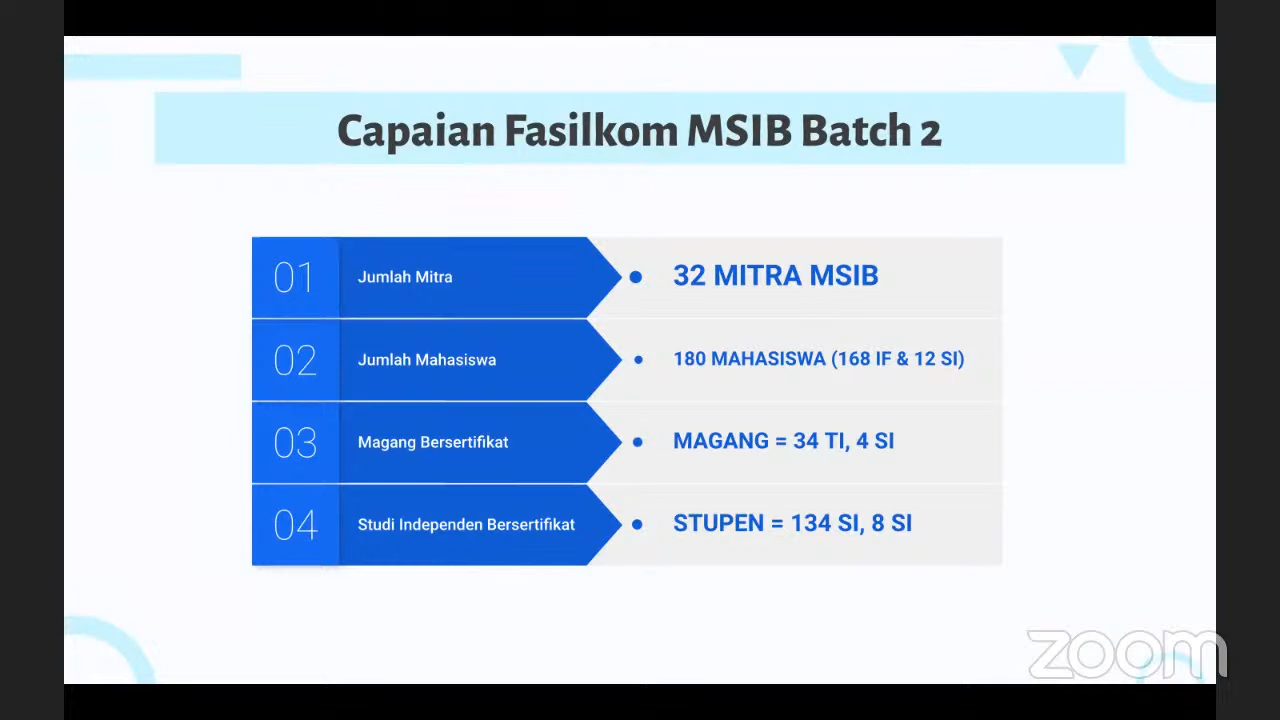 Capaian Fasilkom MSIB Batch 2
01 Jumlah Mitra • 32 MITRA MSIB
02 Jumlah Mahasiswa • 180 MAHASISWA (168 IF & 12 SI)
03 Magang Bersertifikat • MAGANG = 34 TI, 4 SI
04 Studi Independen Bersertifikat • STUPEN = 134 SI, 8 SI
zoom